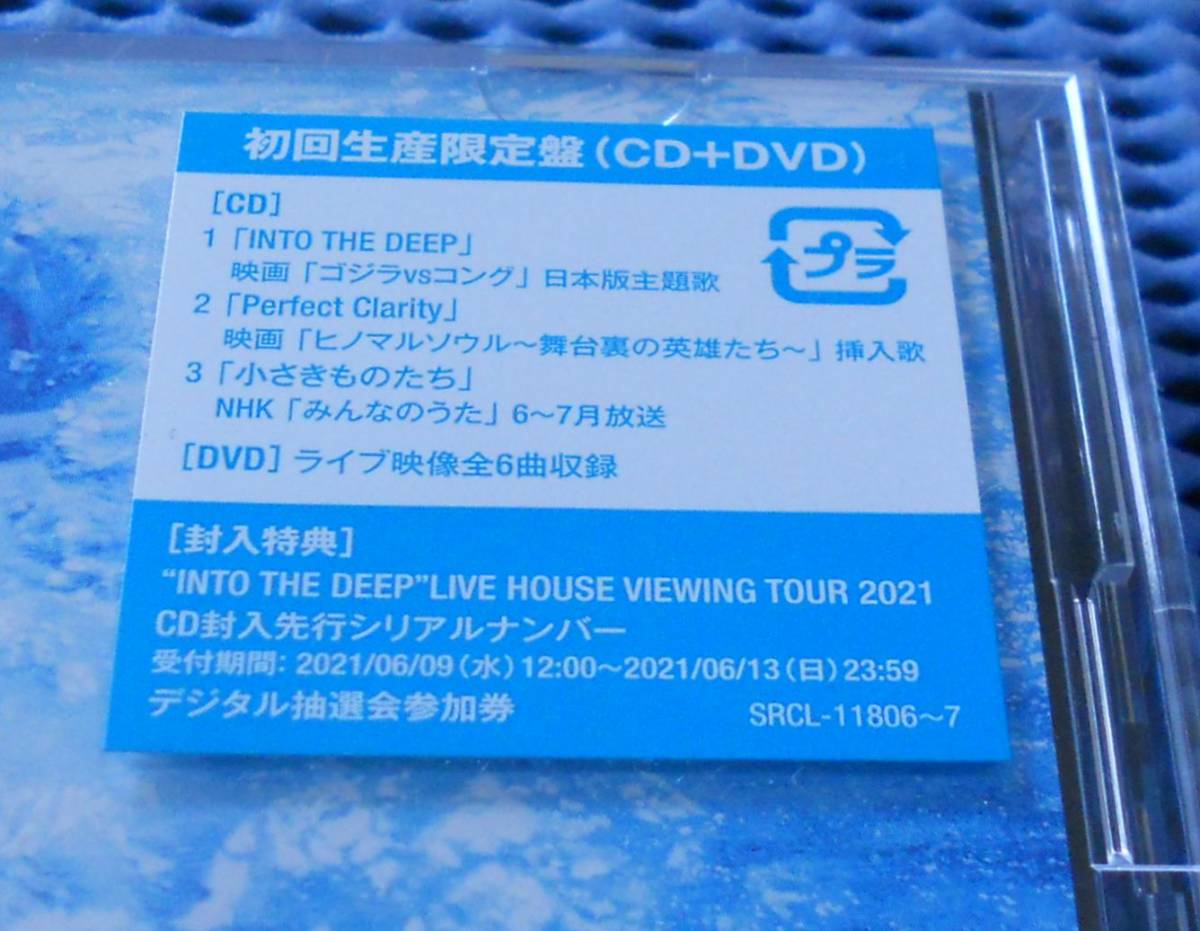 初回生産限定盤（CD+DVD）
［CD］
1「INTO THE DEEP」
映画「ゴジラvsコング」日本版主題歌
プラ
2「Perfect Clarity」
映画「ヒノマルソウル～舞台裏の英雄たち～」挿入歌
3「小さきものたち」
NHK「みんなのうた」6～7月放送
［DVD］ライブ映像全6曲収録
［封入特典］
“INTO THE DEEP”LIVE HOUSE VIEWING TOUR 2021
CD封入先行シリアルナンバー
受付期間：2021/06/09（水）12:00～2021/06/13（日）23:59
デジタル抽選会参加券
SRCL-11806～7